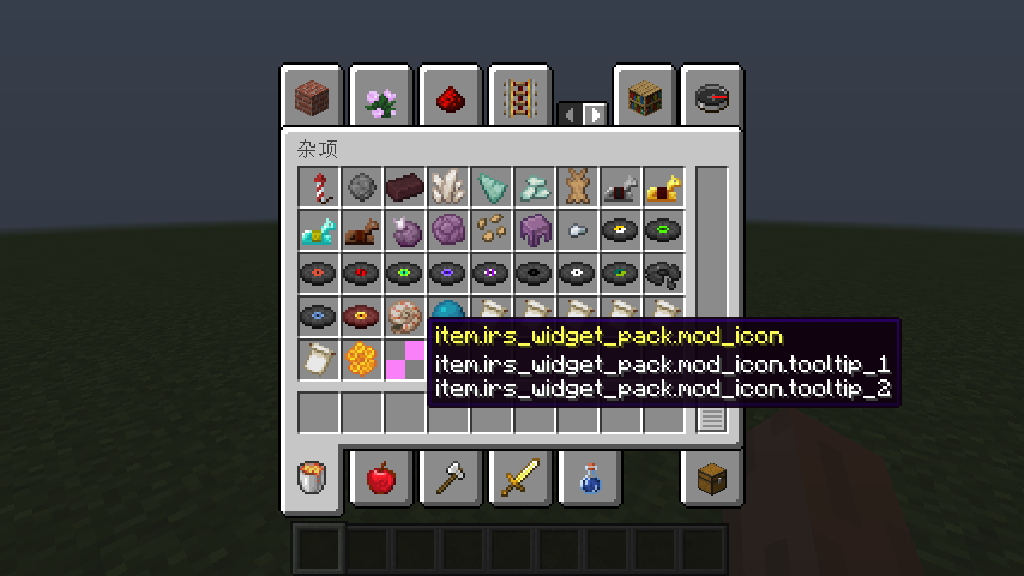 杂项
item.irs_widget_pack.mod_icon
item.irs_widget_pack.mod_icon.tooltip_1
item.irs_widget_pack.mod_icon.tooltip_2